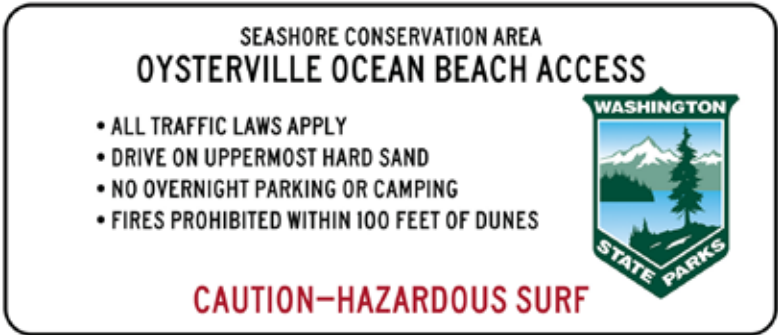 SEASHORE CONSERVATION AREA
OYSTERVILLE OCEAN BEACH ACCESS
• ALL TRAFFIC LAWS APPLY
• DRIVE ON UPPERMOST HARD SAND
• NO OVERNIGHT PARKING OR CAMPING
• FIRES PROHIBITED WITHIN 100 FEET OF DUNES
WASHINGTON
STATE PARKS
CAUTION–HAZARDOUS SURF